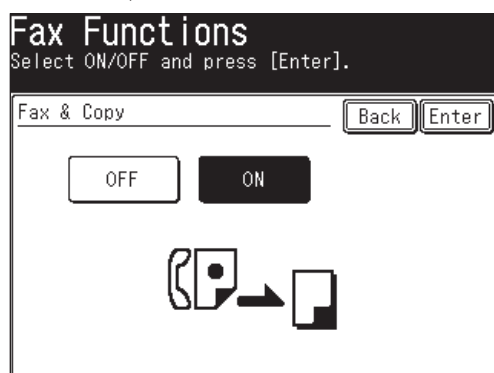 Fax Functions
Select ON/OFF and press [Enter].
Fax & Copy
Back Enter
OFF ON